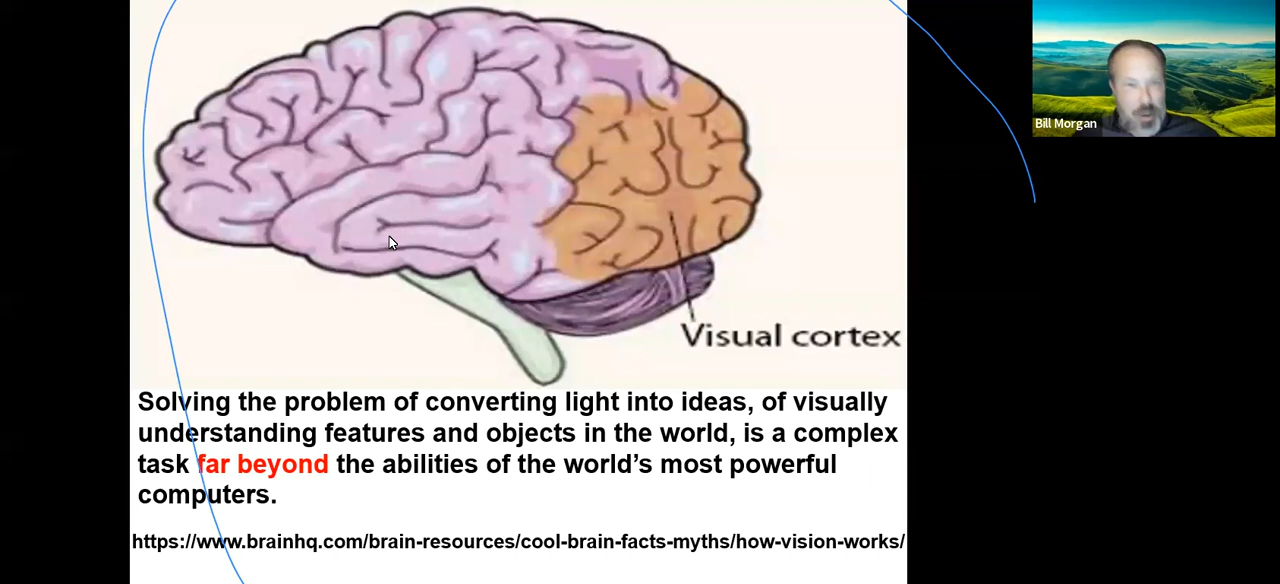 Bill Morgan
Visual cortex
Solving the problem of converting light into ideas, of visually
understanding features and objects in the world, is a complex
task far beyond the abilities of the world’s most powerful
computers.
https://www.brainhq.com/brain-resources/cool-brain-facts-myths/how-vision-works/